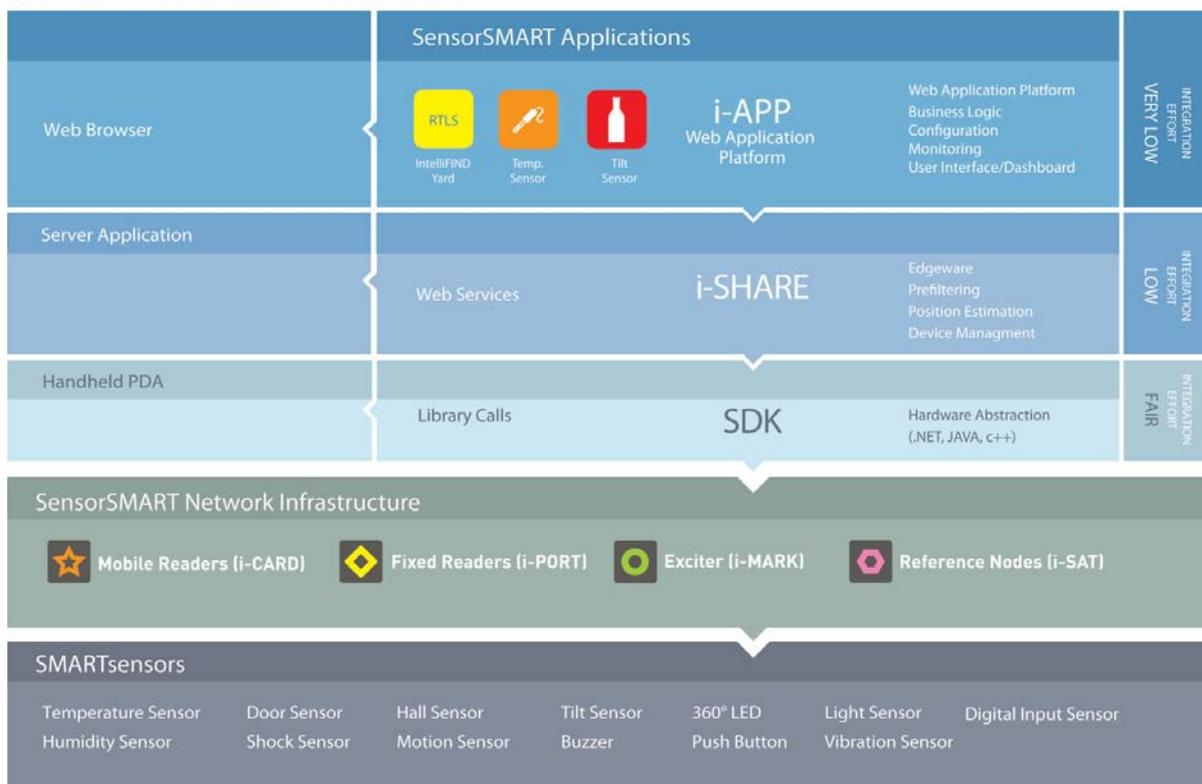 SensorSMART Applications
Web Browser
RTLS
IntelliFIND
Yard
Temp.
Sensor
Tilt
Sensor
i-APP
Web Application
Platform
Web Application Platform
Business Logic
Configuration
Monitoring
User Interface/Dashboard
INTEGRATION
EFFORT
VERY LOW
Server Application
Web Services
i-SHARE
Edgeware
Prefiltering
Position Estimation
Device Managment
INTEGRATION
EFFORT
LOW
Handheld PDA
Library Calls
SDK
Hardware Abstraction
(.NET, JAVA, c++)
INTEGRATION
EFFORT
FAIR
SensorSMART Network Infrastructure
Mobile Readers (i-CARD)
Fixed Readers (i-PORT)
Exciter (i-MARK)
Reference Nodes (i-SAT)
SMARTsensors
Temperature Sensor
Door Sensor
Hall Sensor
Tilt Sensor
360° LED
Light Sensor
Digital Input Sensor
Humidity Sensor
Shock Sensor
Motion Sensor
Buzzer
Push Button
Vibration Sensor